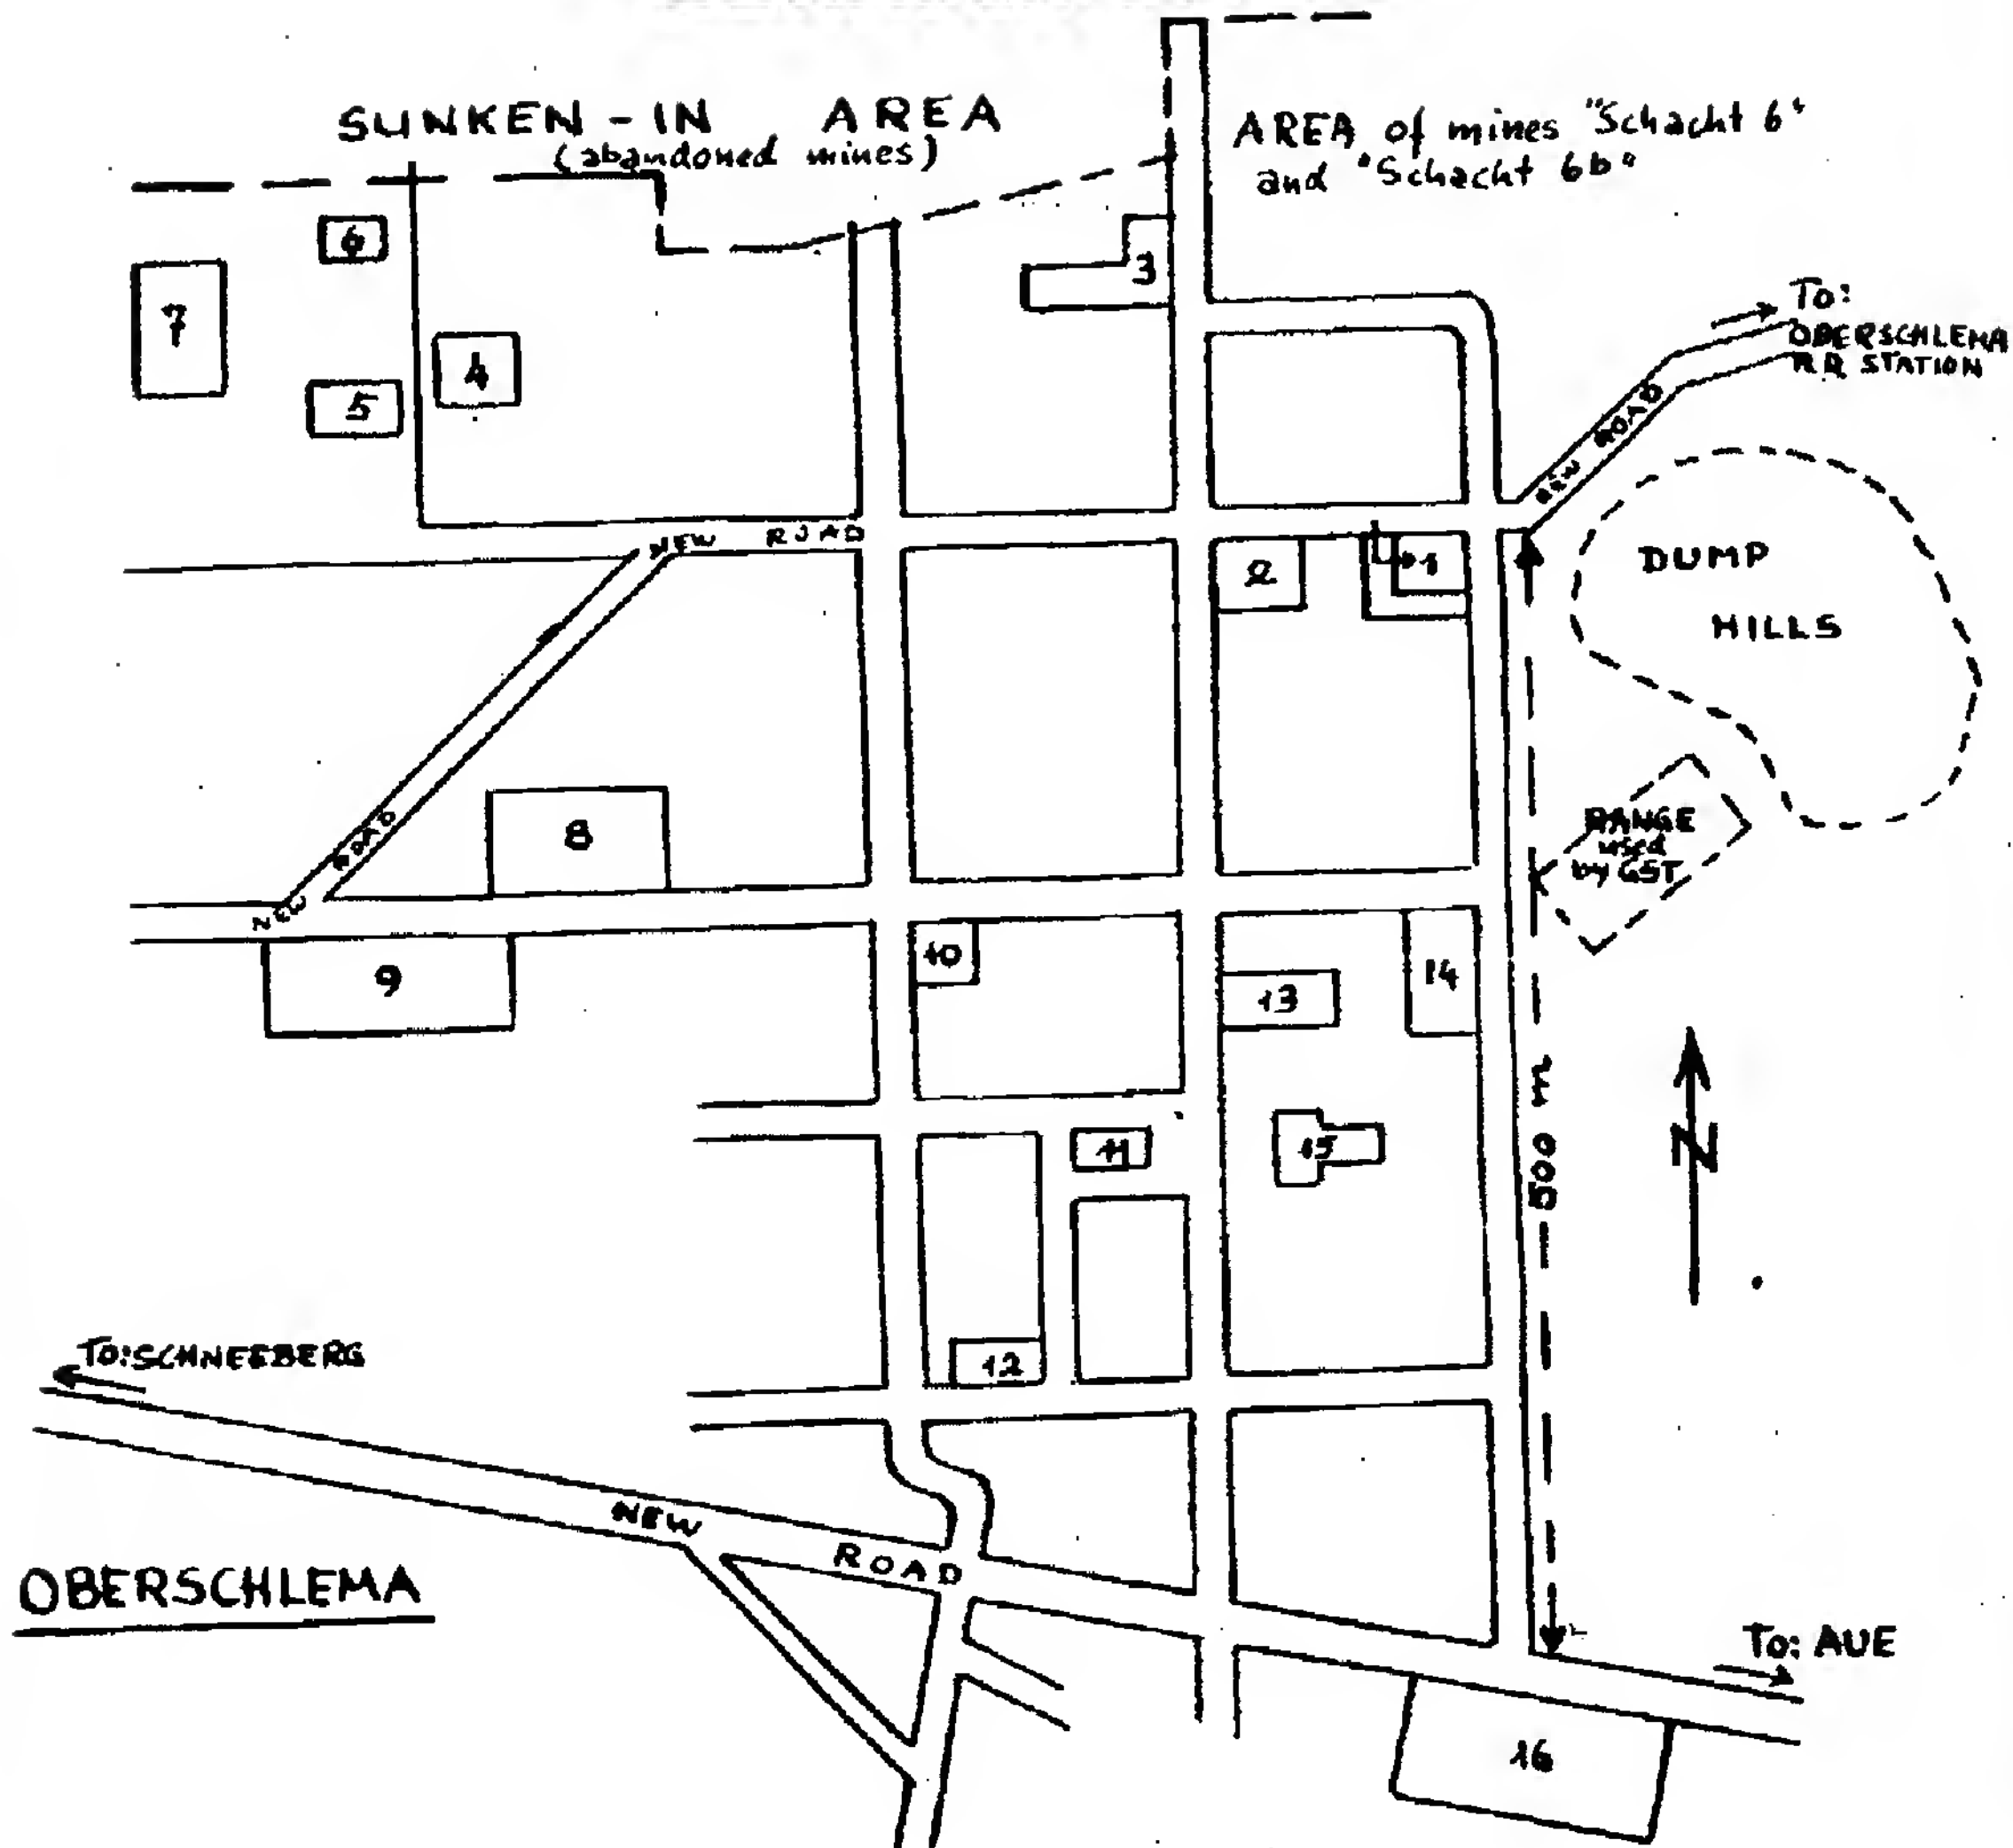 SUNKEN-IN AREA
(abandoned mines)
AREA of mines "Schacht 6"
and "Schacht 6b"
6
7
4
5
3
To:
OBERSCHLEMA
RR STATION
NEW ROAD
NEW ROAD
2
1
DUMP
HILLS
NEW ROAD
8
RANGE
used
by GST
9
10
13
14
11
15
500 m
N
12
To: SCHNEEBERG
NEW ROAD
OBERSCHLEMA
To: AUE
16